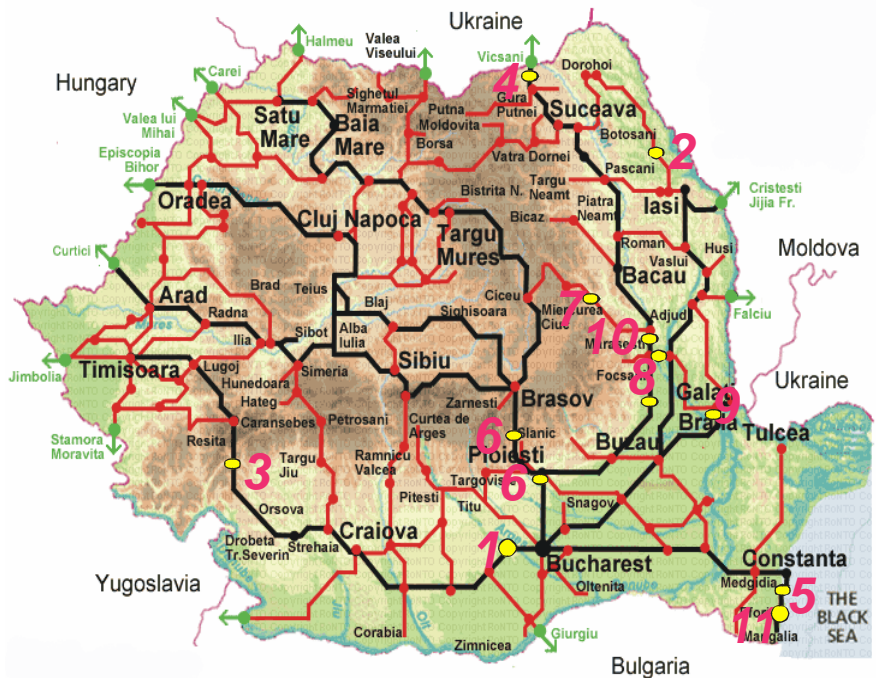 Ukraine
Halmeu
Valea
Viseului
Vicsani
Dorohoi
Hungary
Carei
4
Satu
Mare
Sighetul
Marmatiei
Baia
Mare
Gura
Putnei
Putna
Moldovita
Suceava
Valea lui
Mihai
Borsa
Botosani
2
Vatra Dornei
Pascani
Episcopia
Bihor
Oradea
Bistrita N.
Targu
Neamt
Cristesti
Jijia Fr.
Iasi
Cluj Napoca
Bicaz
Piatra
Neamt
Targu
Mures
Roman
Husi
Moldova
Curtici
Vaslui
Bacau
Arad
Brad
Teius
Ciceu
Radna
Blaj
Sighisoara
7
Miercurea
Ciuc
Adjud
Falciu
Mures
Ilia
Sibot
Alba
Iulia
10
Marasesti
Timisoara
Lugoj
Simeria
Sibiu
Focsani
Jimbolia
Hunedoara
Hateg
Zarnesti
Brasov
8
Galati
Ukraine
Stamora
Moravita
Caransebes
Petrosani
Curtea de
Arges
Braila
9
Tulcea
Resita
Slanic
6
Ploiesti
Buzau
3
Targu
Jiu
Ramnicu
Valcea
Targoviste
6
Pitesti
Titu
Snagov
Orsova
Craiova
Drobeta
Tr.Severin
Strehaia
1
Bucharest
Constanta
Yugoslavia
Oltenita
Medgidia
5
Jiu
Olt
THE
BLACK
SEA
Eforie
11
Corabia
Zimnicea
Giurgiu
Mangalia
Bulgaria